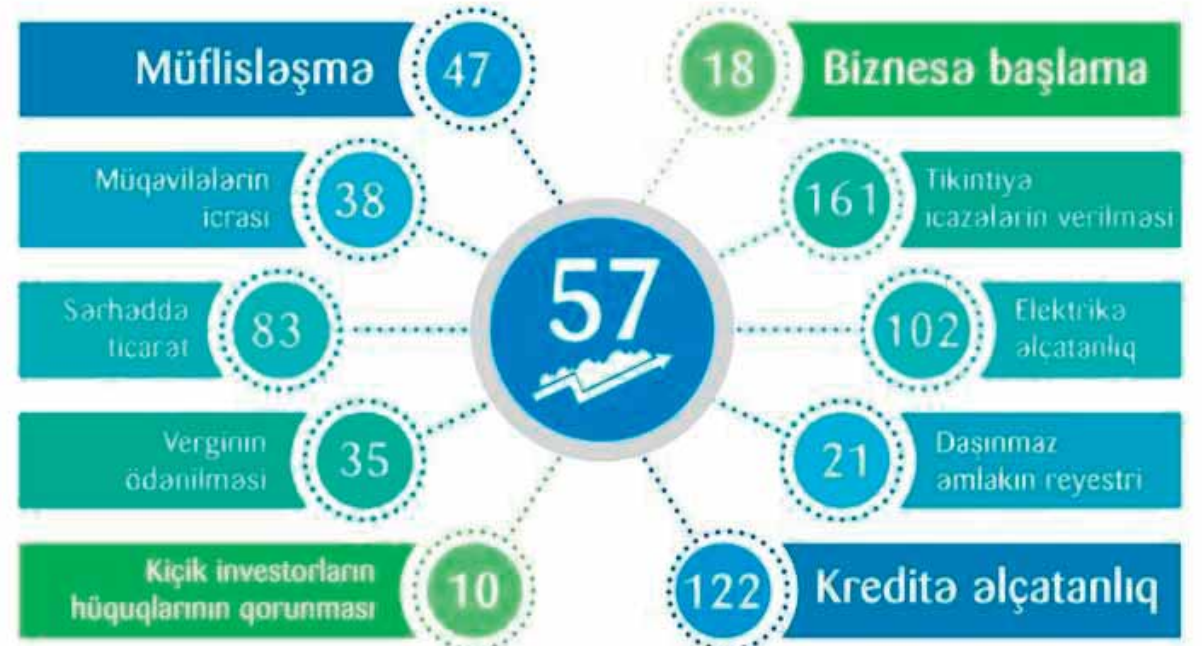 Müflisləşmə
47
18
Biznesə başlama
Müqavilələrin
icrası
38
161
Tikintiyə
icazələrin verilməsi
Sərhəddə
ticarət
83
57
102
Elektrikə
əlçatanlıq
Verginin
ödənilməsi
35
21
Daşınmaz
əmlakın reyestri
Kiçik investorların
hüquqlarının qorunması
10
122
Kreditə əlçatanlıq